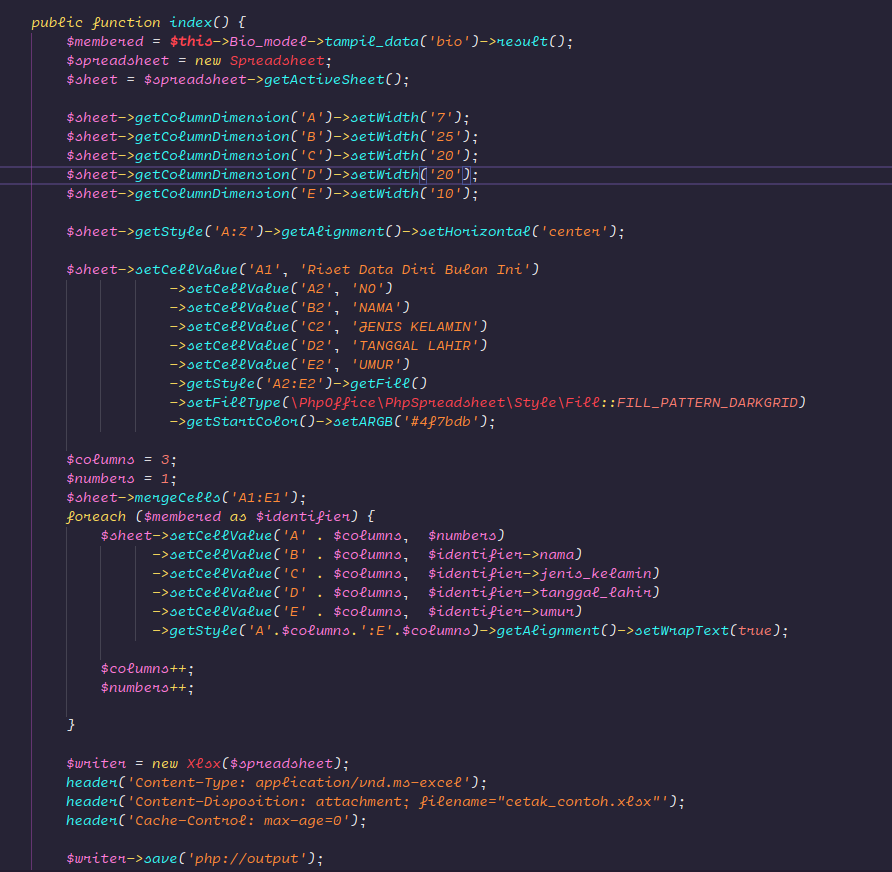 public function index() {
$membered = $this->Bio_model->tampil_data('bio')->result();
$spreadsheet = new Spreadsheet;
$sheet = $spreadsheet->getActiveSheet();
$sheet->getColumnDimension('A')->setWidth('7');
$sheet->getColumnDimension('B')->setWidth('25');
$sheet->getColumnDimension('C')->setWidth('20');
$sheet->getColumnDimension('D')->setWidth('20');
$sheet->getColumnDimension('E')->setWidth('10');
$sheet->getStyle('A:Z')->getAlignment()->setHorizontal('center');
$sheet->setCellValue('A1', 'Riset Data Diri Bulan Ini')
->setCellValue('A2', 'NO')
->setCellValue('B2', 'NAMA')
->setCellValue('C2', 'JENIS KELAMIN')
->setCellValue('D2', 'TANGGAL LAHIR')
->setCellValue('E2', 'UMUR')
->getStyle('A2:E2')->getFill()
->setFillType(\PhpOffice\PhpSpreadsheet\Style\Fill::FILL_PATTERN_DARKGRID)
->getStartColor()->setARGB('#4f7bdb');
$columns = 3;
$numbers = 1;
$sheet->mergeCells('A1:E1');
foreach ($membered as $identifier) {
$sheet->setCellValue('A' . $columns, $numbers)
->setCellValue('B' . $columns, $identifier->nama)
->setCellValue('C' . $columns, $identifier->jenis_kelamin)
->setCellValue('D' . $columns, $identifier->tanggal_lahir)
->setCellValue('E' . $columns, $identifier->umur)
->getStyle('A'.$columns.':E'.$columns)->getAlignment()->setWrapText(true);
$columns++;
$numbers++;
}
$writer = new Xlsx($spreadsheet);
header('Content-Type: application/vnd.ms-excel');
header('Content-Disposition: attachment; filename="cetak_contoh.xlsx"');
header('Cache-Control: max-age=0');
$writer->save('php://output');